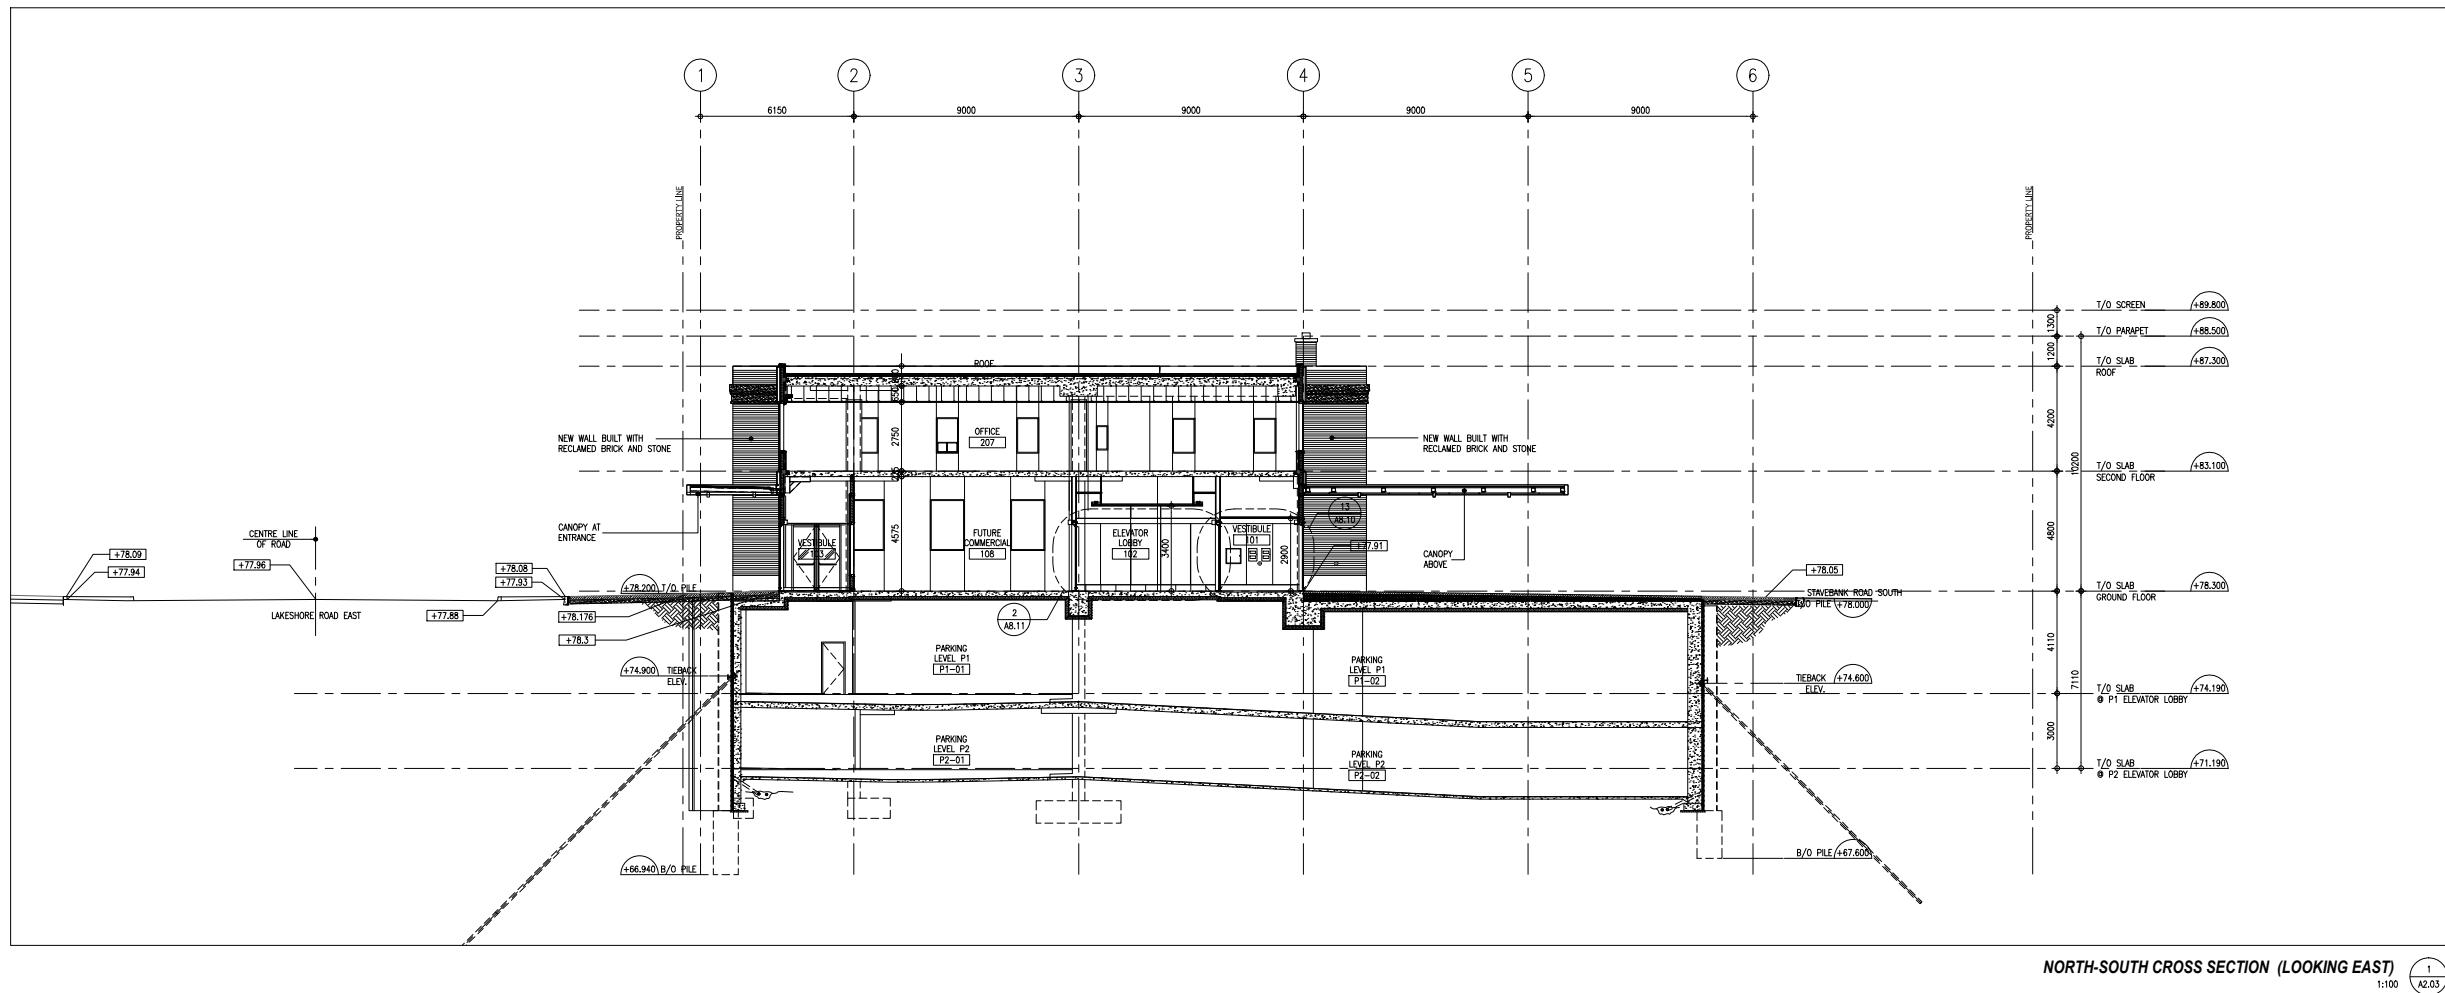 1 2 3 4 5 6
6150 9000 9000 9000 9000
PROPERTY LINE
PROPERTY LINE
T/O SCREEN +89.800
1300
T/O PARAPET +88.500
1200
T/O SLAB +87.300
ROOF
ROOF
650
4200
NEW WALL BUILT WITH
RECLAMED BRICK AND STONE
2750
OFFICE
207
NEW WALL BUILT WITH
RECLAMED BRICK AND STONE
10200
T/O SLAB +83.100
SECOND FLOOR
CANOPY AT
ENTRANCE
4575
VESTIBULE
103
FUTURE
COMMERCIAL
108
ELEVATOR
LOBBY
102
3400
VESTIBULE
101
2900
13
A8.10
+77.91
CANOPY
ABOVE
4800
CENTRE LINE
OF ROAD
+78.09
+77.94
+77.96
+78.08
+77.93
+78.200 T/O PILE
+78.05
STAVEBANK ROAD SOUTH
T/O PILE +78.000
T/O SLAB +78.300
GROUND FLOOR
LAKESHORE ROAD EAST
+77.88
+78.176
+78.3
2
A8.11
4110
+74.900 TIEBACK
ELEV.
PARKING
LEVEL P1
P1-01
PARKING
LEVEL P1
P1-02
TIEBACK +74.600
ELEV.
7110
T/O SLAB +74.190
@ P1 ELEVATOR LOBBY
3000
PARKING
LEVEL P2
P2-01
PARKING
LEVEL P2
P2-02
T/O SLAB +71.190
@ P2 ELEVATOR LOBBY
+66.940 B/O PILE
B/O PILE +67.600
NORTH-SOUTH CROSS SECTION (LOOKING EAST)
1:100
1
A2.03